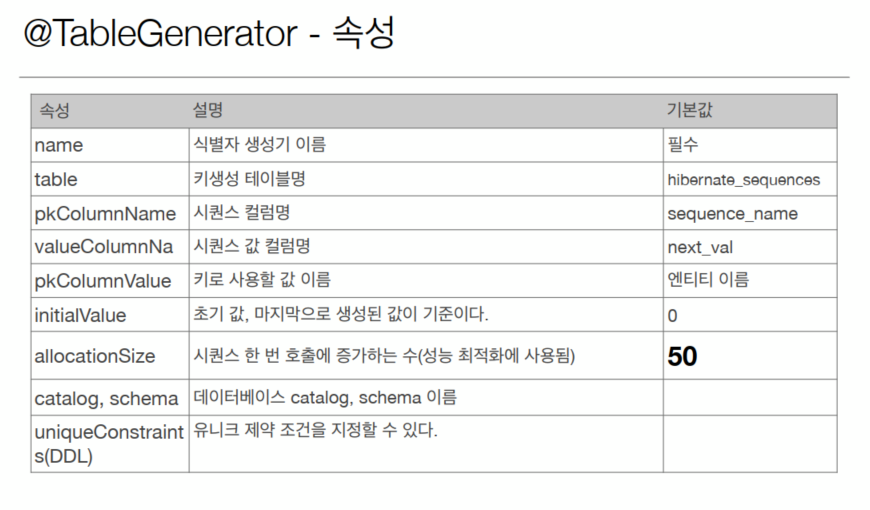 @TableGenerator - 속성
속성 설명 기본값
name 식별자 생성기 이름 필수
table 키생성 테이블명 hibernate_sequences
pkColumnName 시퀀스 컬럼명 sequence_name
valueColumnNa 시퀀스 값 컬럼명 next_val
pkColumnValue 키로 사용할 값 이름 엔티티 이름
initialValue 초기 값, 마지막으로 생성된 값이 기준이다. 0
allocationSize 시퀀스 한 번 호출에 증가하는 수(성능 최적화에 사용됨) 50
catalog, schema 데이터베이스 catalog, schema 이름
uniqueConstraint 유니크 제약 조건을 지정할 수 있다.
s(DDL)